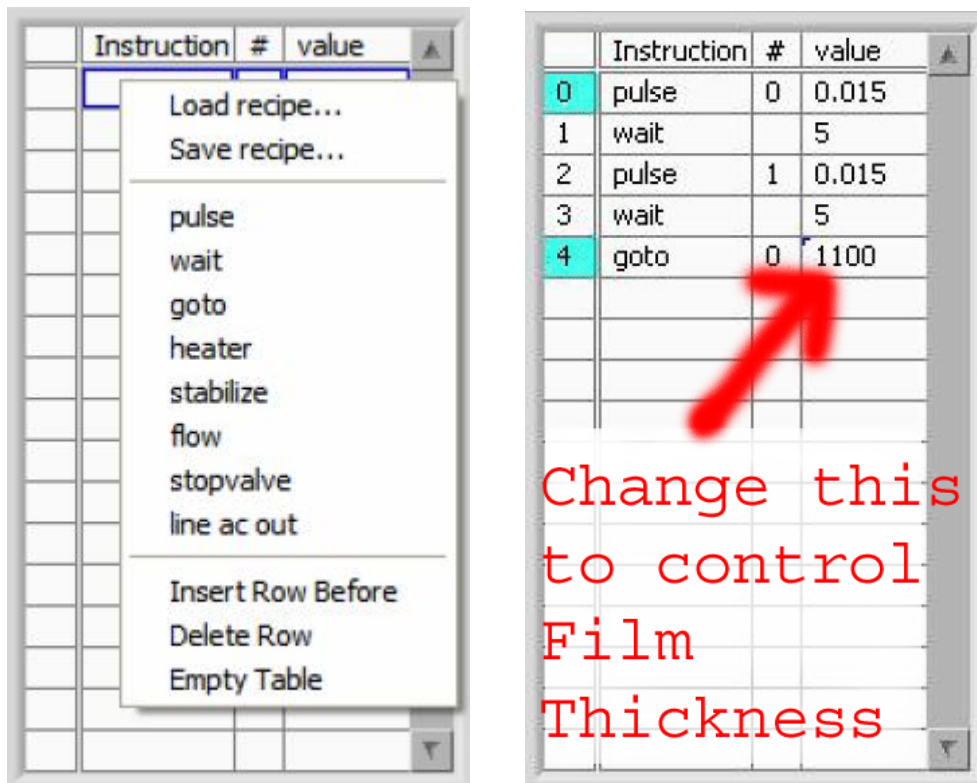 Instruction # value
Load recipe...
Save recipe...
pulse
wait
goto
heater
stabilize
flow
stopvalve
line ac out
Insert Row Before
Delete Row
Empty Table
Instruction # value
0 pulse 0 0.015
1 wait 5
2 pulse 1 0.015
3 wait 5
4 goto 0 1100
Change this
to control
Film
Thickness